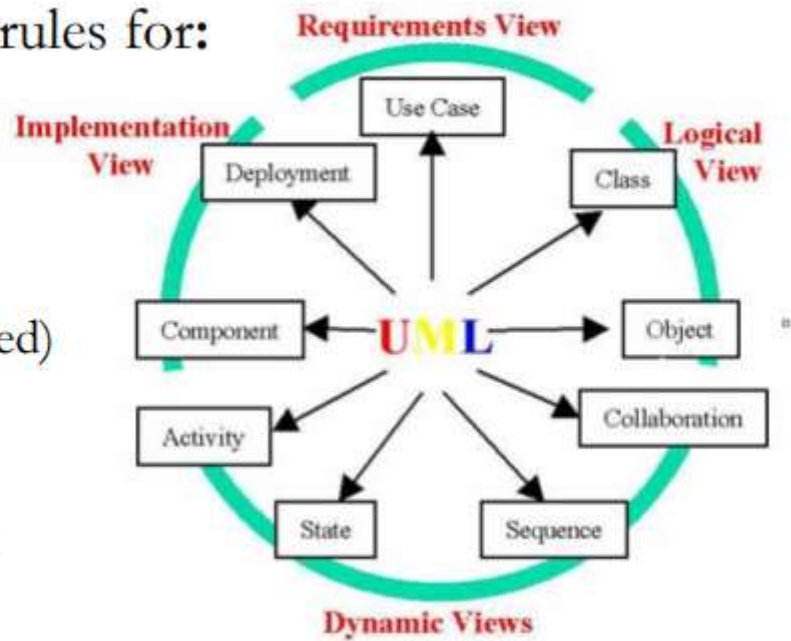 rules for:
Requirements View
Use Case
Implementation
View
Logical
View
Deployment
Class
ed)
Component
UML
Object
Activity
Collaboration
State
Sequence
Dynamic Views